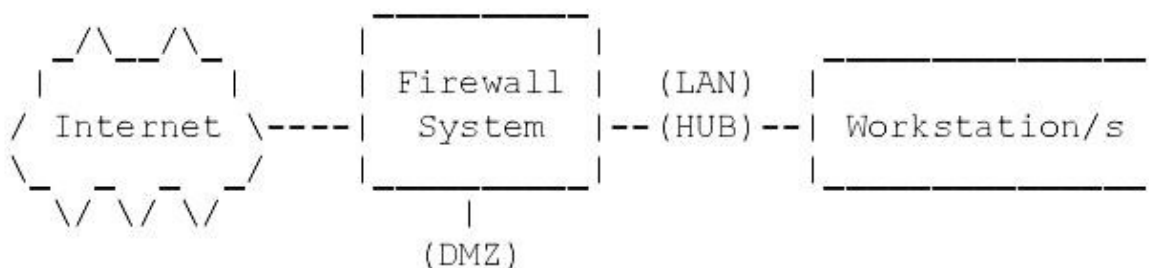 Firewall (LAN)
Internet System (HUB) Workstation/s
(DMZ)